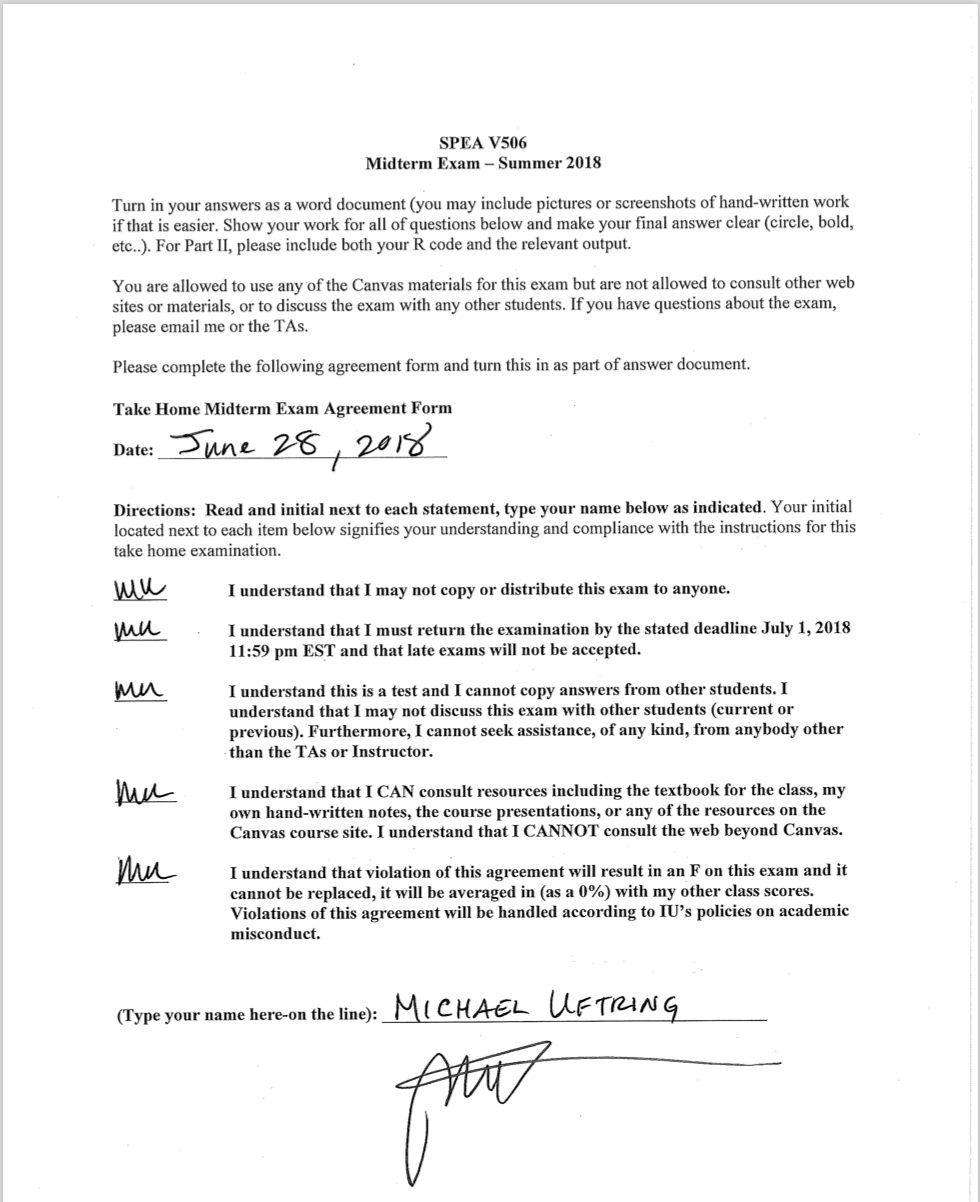 SPEA V506
Midterm Exam – Summer 2018
Turn in your answers as a word document (you may include pictures or screenshots of hand-written work
if that is easier. Show your work for all of questions below and make your final answer clear (circle, bold,
etc..). For Part II, please include both your R code and the relevant output.
You are allowed to use any of the Canvas materials for this exam but are not allowed to consult other web
sites or materials, or to discuss the exam with any other students. If you have questions about the exam,
please email me or the TAs.
Please complete the following agreement form and turn this in as part of answer document.
Take Home Midterm Exam Agreement Form
Date: June 28, 2018
Directions: Read and initial next to each statement, type your name below as indicated. Your initial
located next to each item below signifies your understanding and compliance with the instructions for this
take home examination.
MU I understand that I may not copy or distribute this exam to anyone.
MU I understand that I must return the examination by the stated deadline July 1, 2018
11:59 pm EST and that late exams will not be accepted.
MU I understand this is a test and I cannot copy answers from other students. I
understand that I may not discuss this exam with other students (current or
previous). Furthermore, I cannot seek assistance, of any kind, from anybody other
than the TAs or Instructor.
MU I understand that I CAN consult resources including the textbook for the class, my
own hand-written notes, the course presentations, or any of the resources on the
Canvas course site. I understand that I CANNOT consult the web beyond Canvas.
MU I understand that violation of this agreement will result in an F on this exam and it
cannot be replaced, it will be averaged in (as a 0%) with my other class scores.
Violations of this agreement will be handled according to IU's policies on academic
misconduct.
(Type your name here-on the line): MICHAEL UFTRING